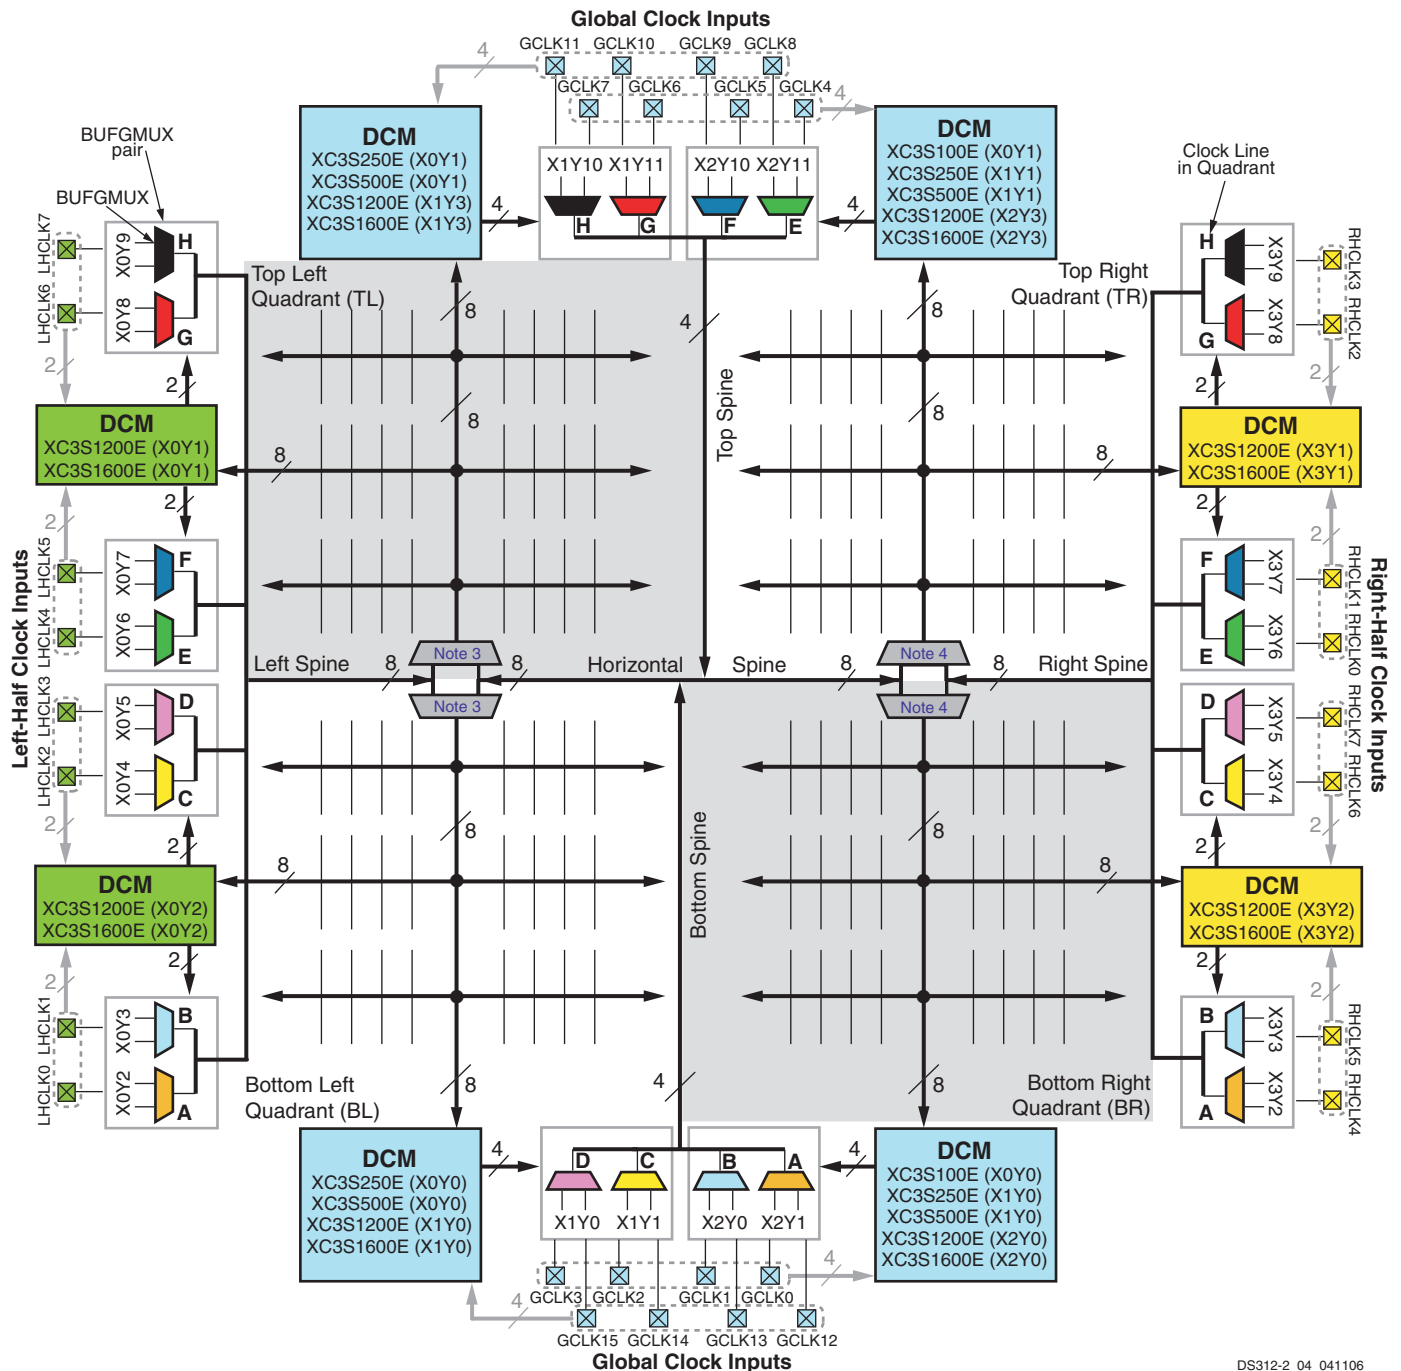 Global Clock Inputs
GCLK11 GCLK10 GCLK9 GCLK8
4
GCLK7 GCLK6 GCLK5 GCLK4
4
DCM
XC3S250E (X0Y1)
XC3S500E (X0Y1)
XC3S1200E (X1Y3)
XC3S1600E (X1Y3)
4
X1Y10 X1Y11 X2Y10 X2Y11
H G F E
4
DCM
XC3S100E (X0Y1)
XC3S250E (X1Y1)
XC3S500E (X1Y1)
XC3S1200E (X2Y3)
XC3S1600E (X2Y3)
BUFGMUX
pair
BUFGMUX
Clock Line
in Quadrant
Left-Half Clock Inputs
LHCLK7
LHCLK6
X0Y9
X0Y8
H
G
2
2
DCM
XC3S1200E (X0Y1)
XC3S1600E (X0Y1)
2
2
LHCLK5
LHCLK4
X0Y7
X0Y6
F
E
LHCLK3
LHCLK2
X0Y5
X0Y4
D
C
2
2
DCM
XC3S1200E (X0Y2)
XC3S1600E (X0Y2)
2
2
LHCLK1
LHCLK0
X0Y3
X0Y2
B
A
Top Left
Quadrant (TL)
8
8
8
4
Top Spine
Top Right
Quadrant (TR)
8
8
8
Left Spine
8
Note 3
Note 3
8
Horizontal Spine
8
Note 4
Note 4
8
Right Spine
8
8
8
Bottom Left
Quadrant (BL)
Bottom Spine
4
8
8
8
Bottom Right
Quadrant (BR)
H
G
X3Y9
X3Y8
RHCLK3
RHCLK2
2
2
DCM
XC3S1200E (X3Y1)
XC3S1600E (X3Y1)
2
2
F
E
X3Y7
X3Y6
RHCLK1
RHCLK0
Right-Half Clock Inputs
D
C
X3Y5
X3Y4
RHCLK7
RHCLK6
2
2
DCM
XC3S1200E (X3Y2)
XC3S1600E (X3Y2)
2
2
B
A
X3Y3
X3Y2
RHCLK5
RHCLK4
DCM
XC3S250E (X0Y0)
XC3S500E (X0Y0)
XC3S1200E (X1Y0)
XC3S1600E (X1Y0)
4
D C B A
X1Y0 X1Y1 X2Y0 X2Y1
4
DCM
XC3S100E (X0Y0)
XC3S250E (X1Y0)
XC3S500E (X1Y0)
XC3S1200E (X2Y0)
XC3S1600E (X2Y0)
4
GCLK3 GCLK2 GCLK1 GCLK0
4
GCLK15 GCLK14 GCLK13 GCLK12
Global Clock Inputs
DS312-2_04_041106